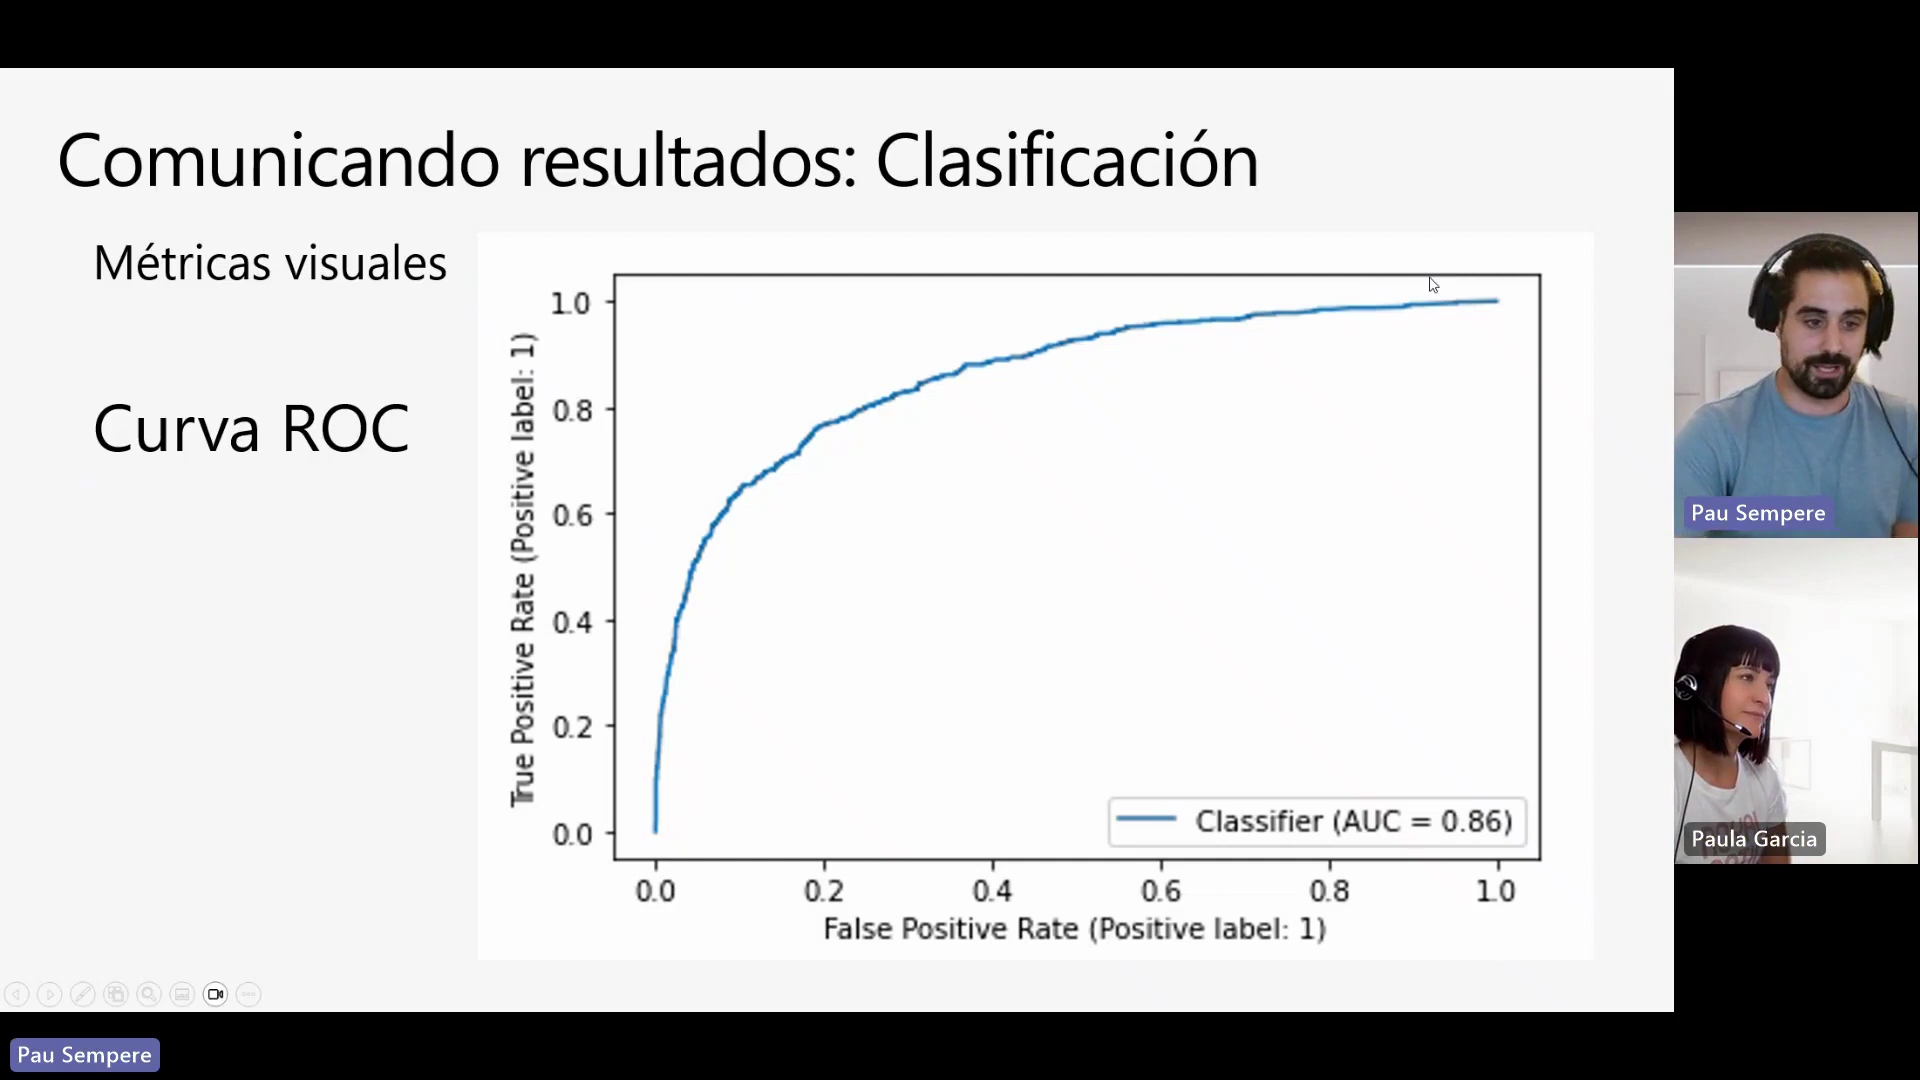 Comunicando resultados: Clasificación
Métricas visuales
Curva ROC
True Positive Rate (Positive label: 1)
1.0
0.8
0.6
0.4
0.2
0.0
Classifier (AUC = 0.86)
0.0 0.2 0.4 0.6 0.8 1.0
False Positive Rate (Positive label: 1)
Pau Sempere
Paula Garcia
Pau Sempere